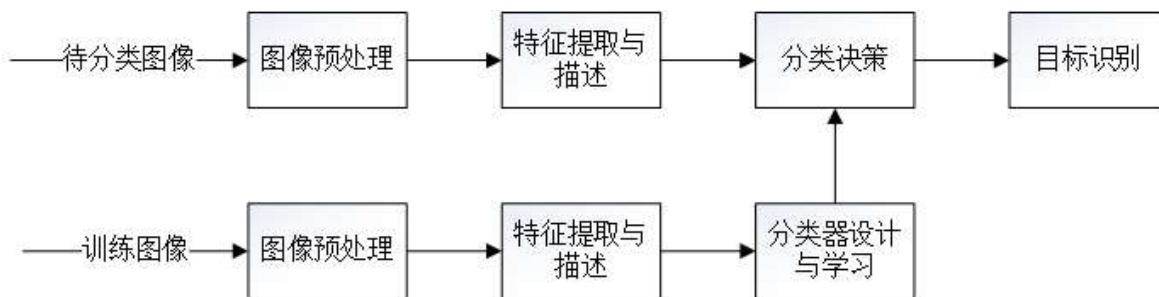 待分类图像
图像预处理
特征提取与
描述
分类决策
目标识别
训练图像
图像预处理
特征提取与
描述
分类器设计
与学习